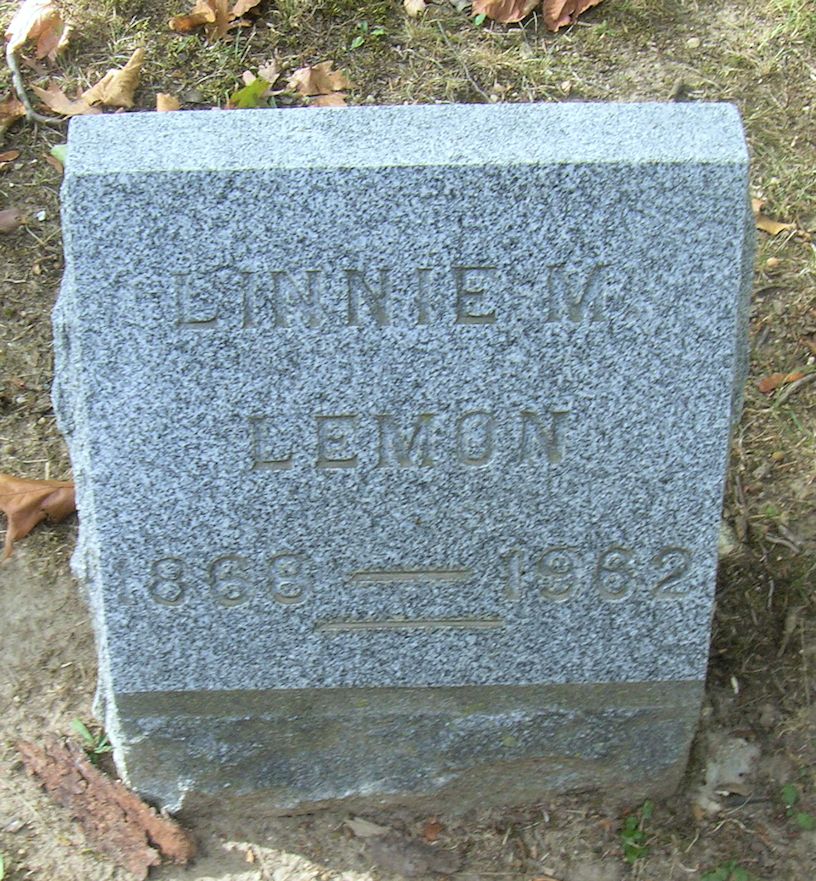 LINNIE M.
LEMON
1868 — 1962